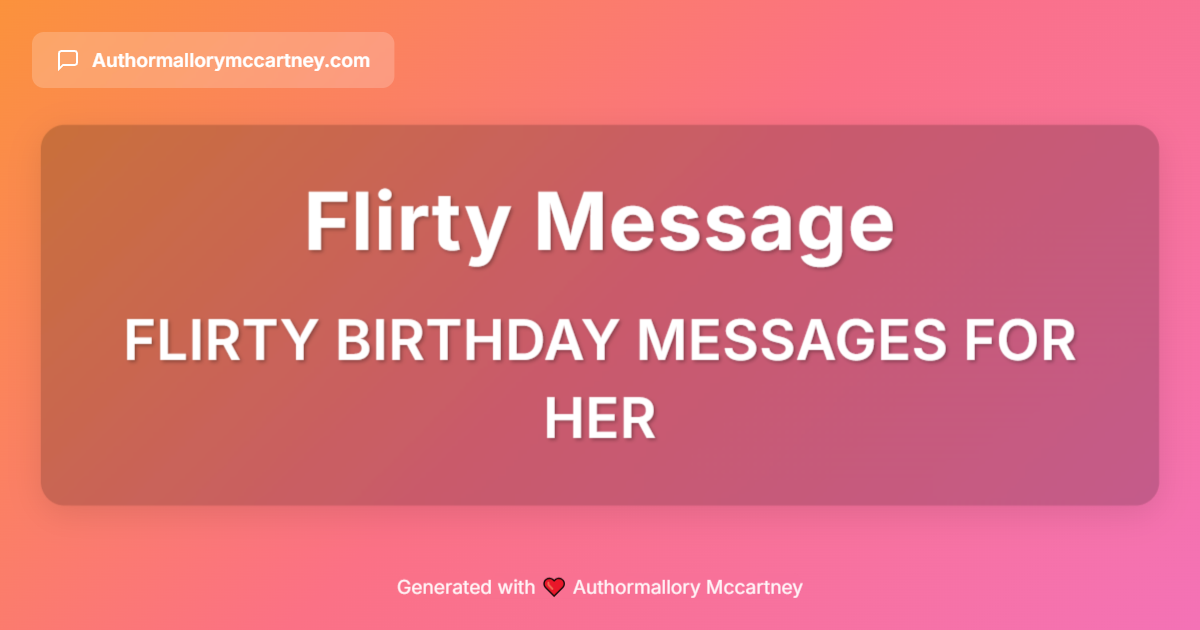 Authormallorymccartney.com
Flirty Message
FLIRTY BIRTHDAY MESSAGES FOR
HER
Generated with ❤️ Authormallory Mccartney